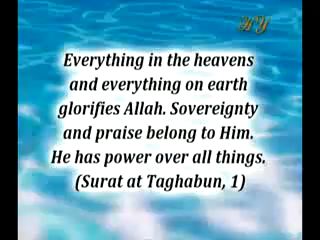 HY
Everything in the heavens
and everything on earth
glorifies Allah. Sovereignty
and praise belong to Him.
He has power over all things.
(Surat at Taghabun, 1)